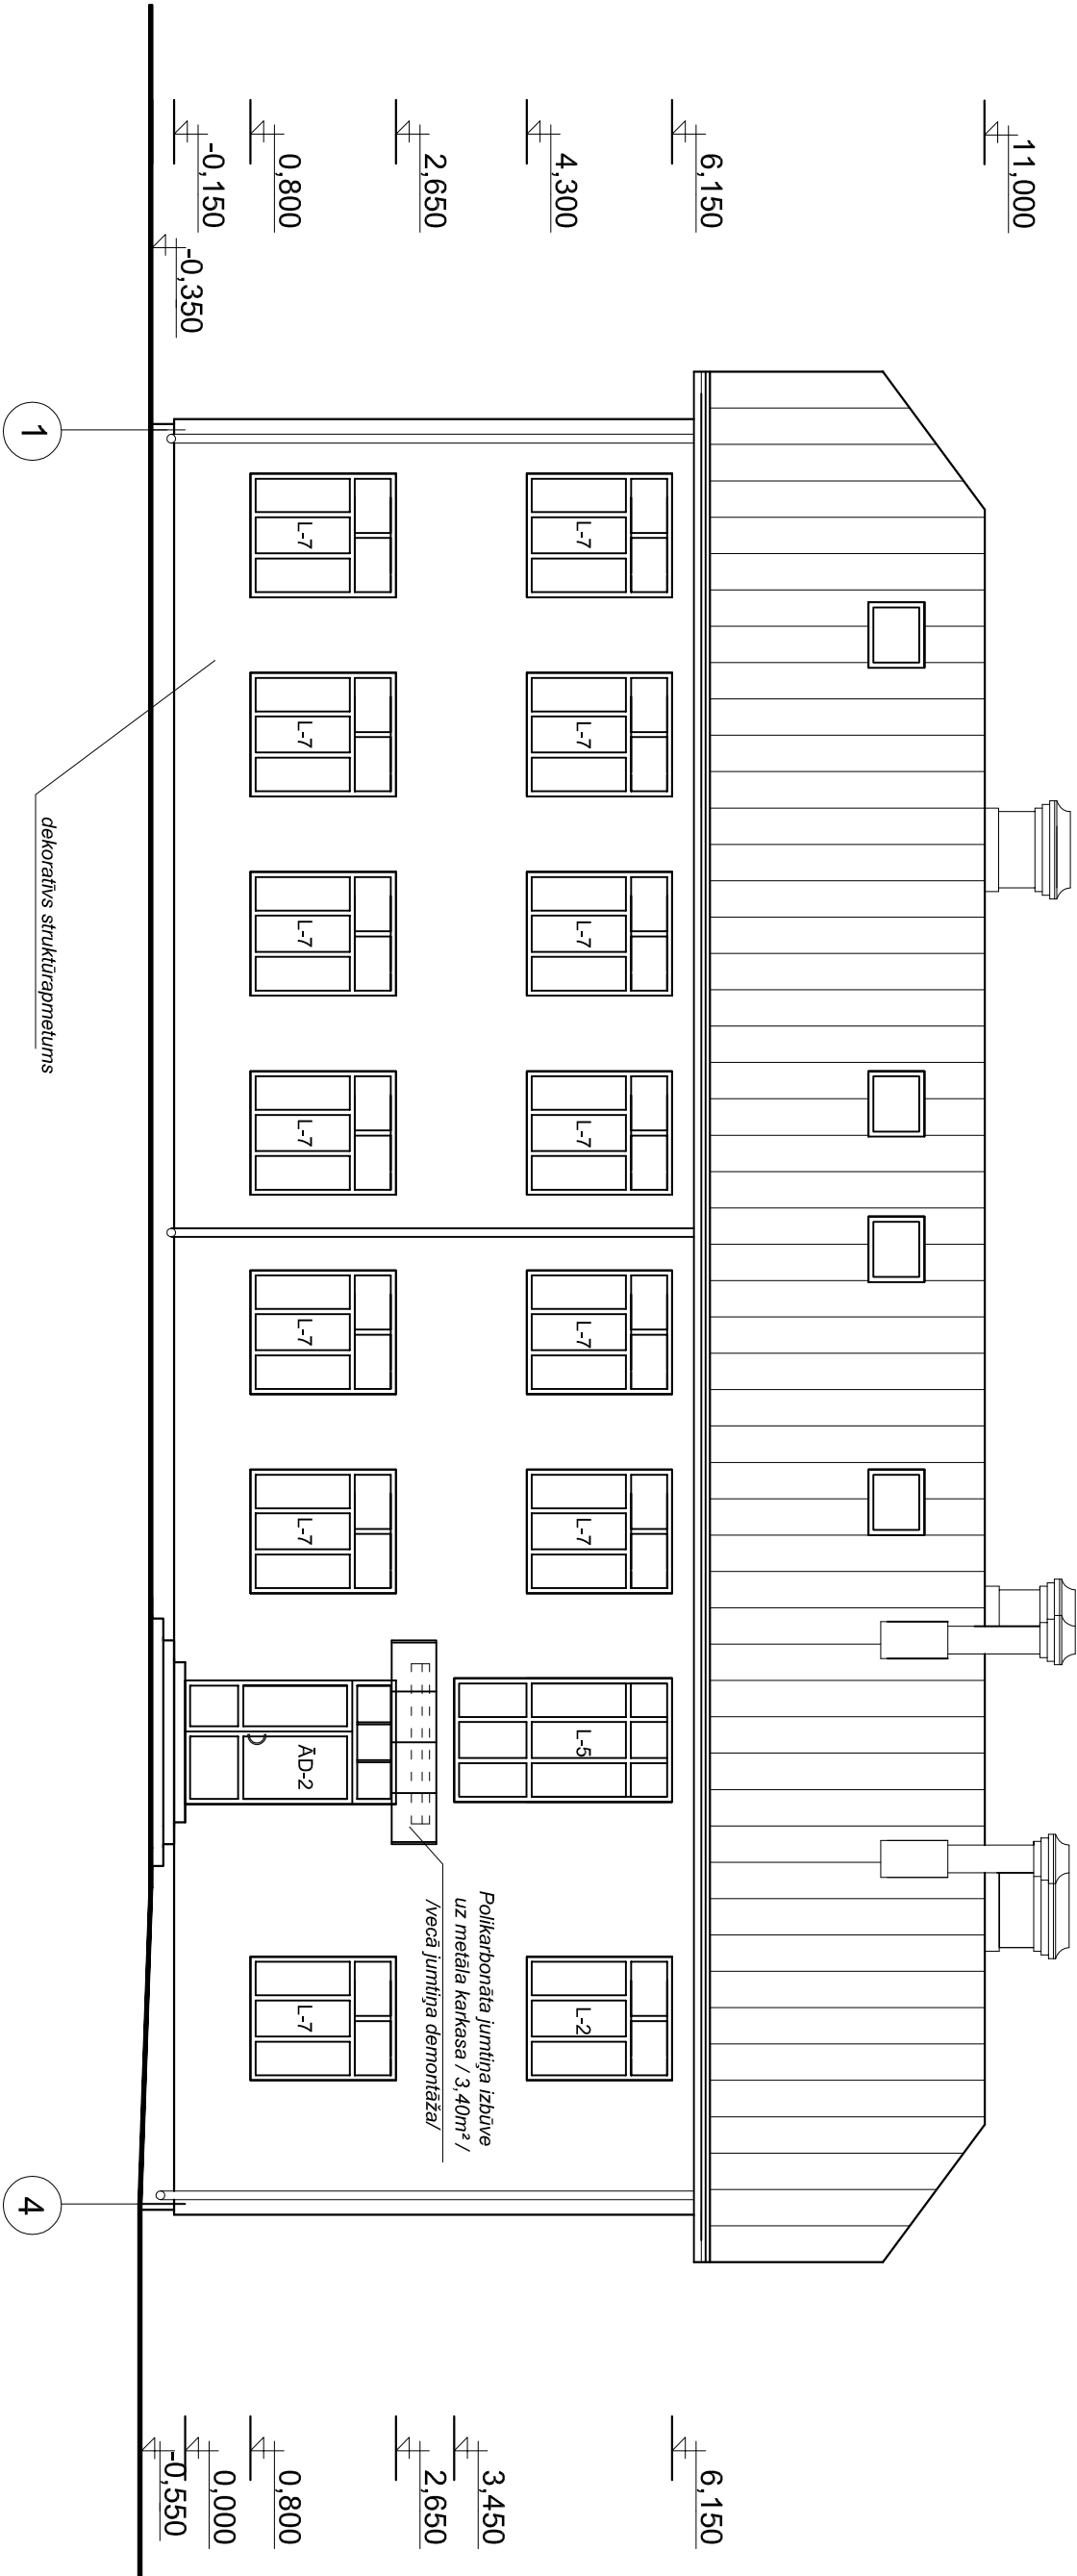 11,000
6,150
4,300
2,650
0,800
-0,150
-0,350
L-7
L-7
L-7
L-7
L-7
L-7
L-5
L-2
L-7
L-7
L-7
L-7
L-7
L-7
ĀD-2
L-7
Polikarbonāta jumtiņa izbūve
uz metāla karkasa / 3,40m² /
/vecā jumtiņa demontāža/
6,150
3,450
2,650
0,800
0,000
-0,550
dekoratīvs struktūrapmetums
1
4